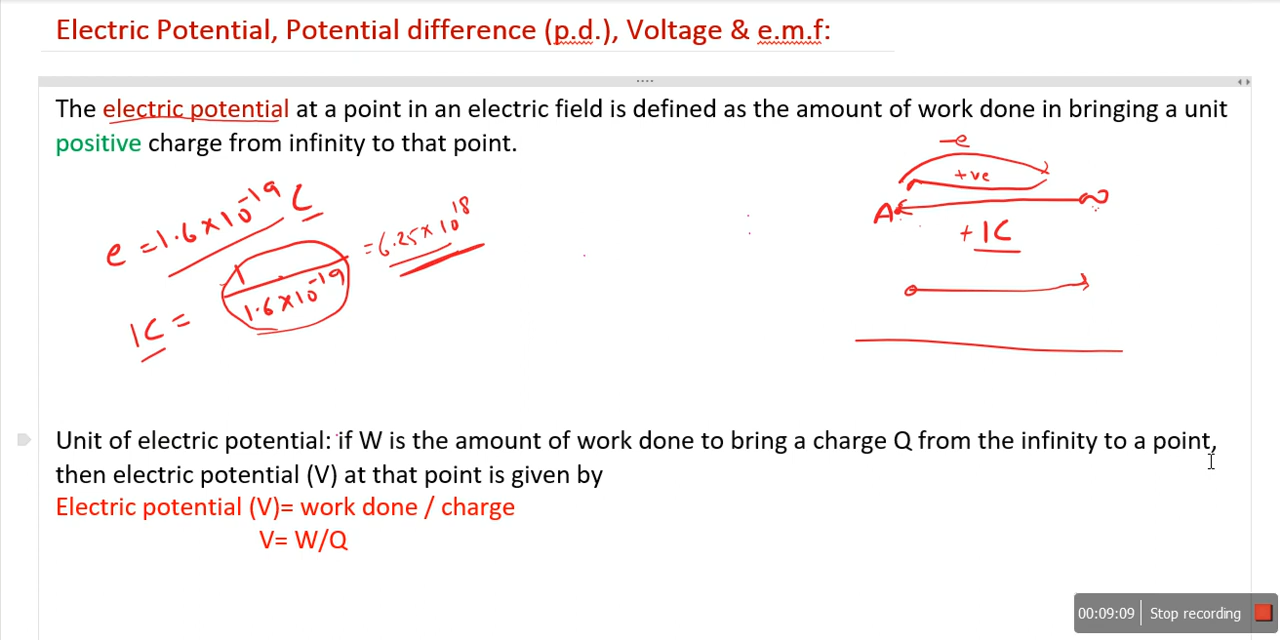 Electric Potential, Potential difference (p.d.), Voltage & e.m.f:
The electric potential at a point in an electric field is defined as the amount of work done in bringing a unit
positive charge from infinity to that point.
-e
+ve
A ∞
+1C
e = 1.6×10^-19 C
1C = 1/1.6×10^-19 = 6.25×10^18
Unit of electric potential: if W is the amount of work done to bring a charge Q from the infinity to a point,
then electric potential (V) at that point is given by
Electric potential (V)= work done / charge
V= W/Q
00:09:09 Stop recording